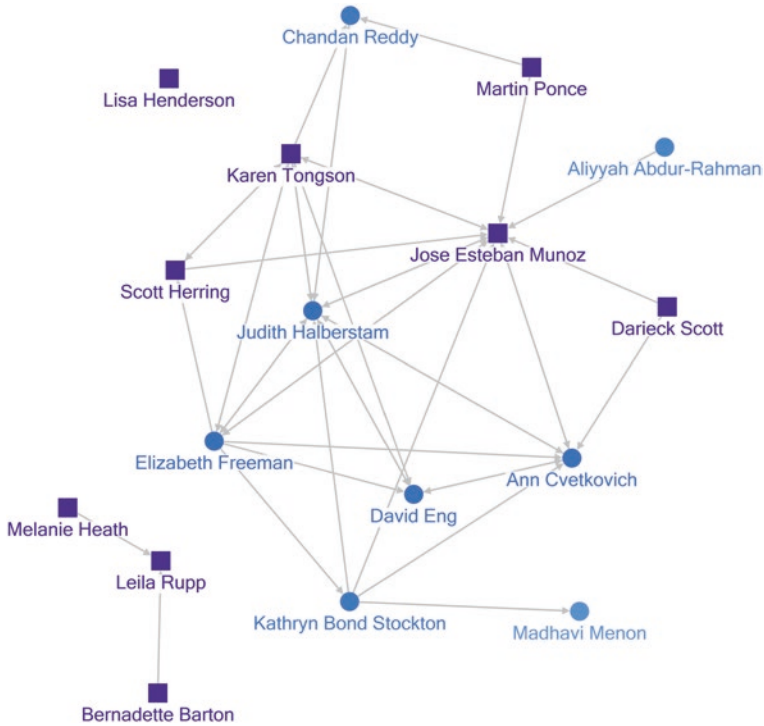 Chandan Reddy
Martin Ponce
Lisa Henderson
Aliyyah Abdur-Rahman
Karen Tongson
Jose Esteban Munoz
Scott Herring
Judith Halberstam
Darieck Scott
Elizabeth Freeman
Ann Cvetkovich
David Eng
Melanie Heath
Leila Rupp
Kathryn Bond Stockton
Madhavi Menon
Bernadette Barton